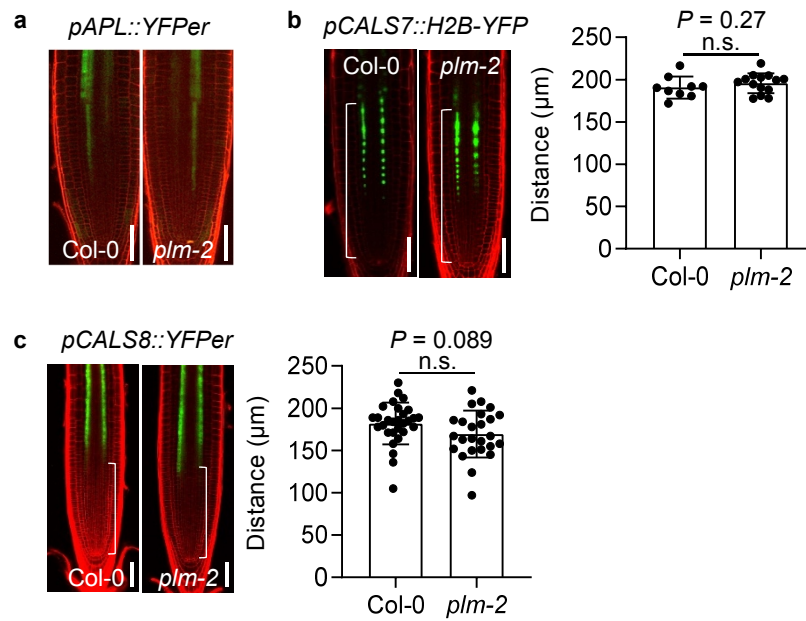 a
pAPL::YFPer
Col-0
plm-2
b
pCALS7::H2B-YFP
Col-0
plm-2
P = 0.27
n.s.
Distance (µm)
250
200
150
100
50
0
Col-0
plm-2
c
pCALS8::YFPer
Col-0
plm-2
P = 0.089
n.s.
Distance (µm)
250
200
150
100
50
0
Col-0
plm-2